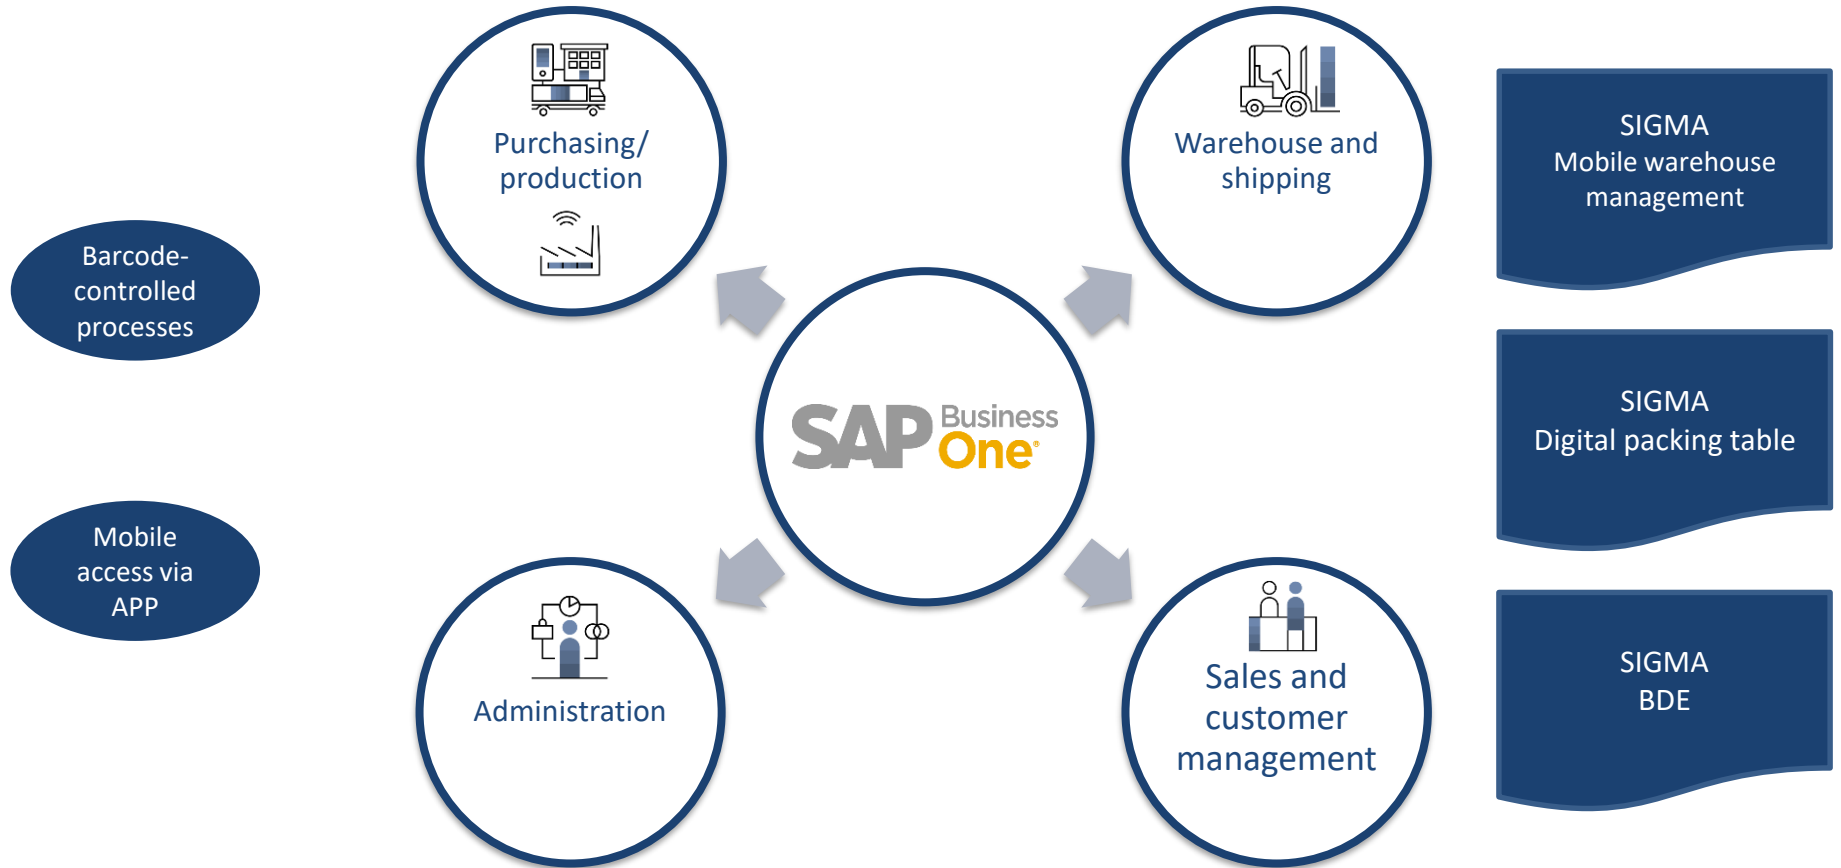 Purchasing/
production
Warehouse and
shipping
SIGMA
Mobile warehouse
management
Barcode-
controlled
processes
SAP Business
One®
SIGMA
Digital packing table
Mobile
access via
APP
Administration
Sales and
customer
management
SIGMA
BDE